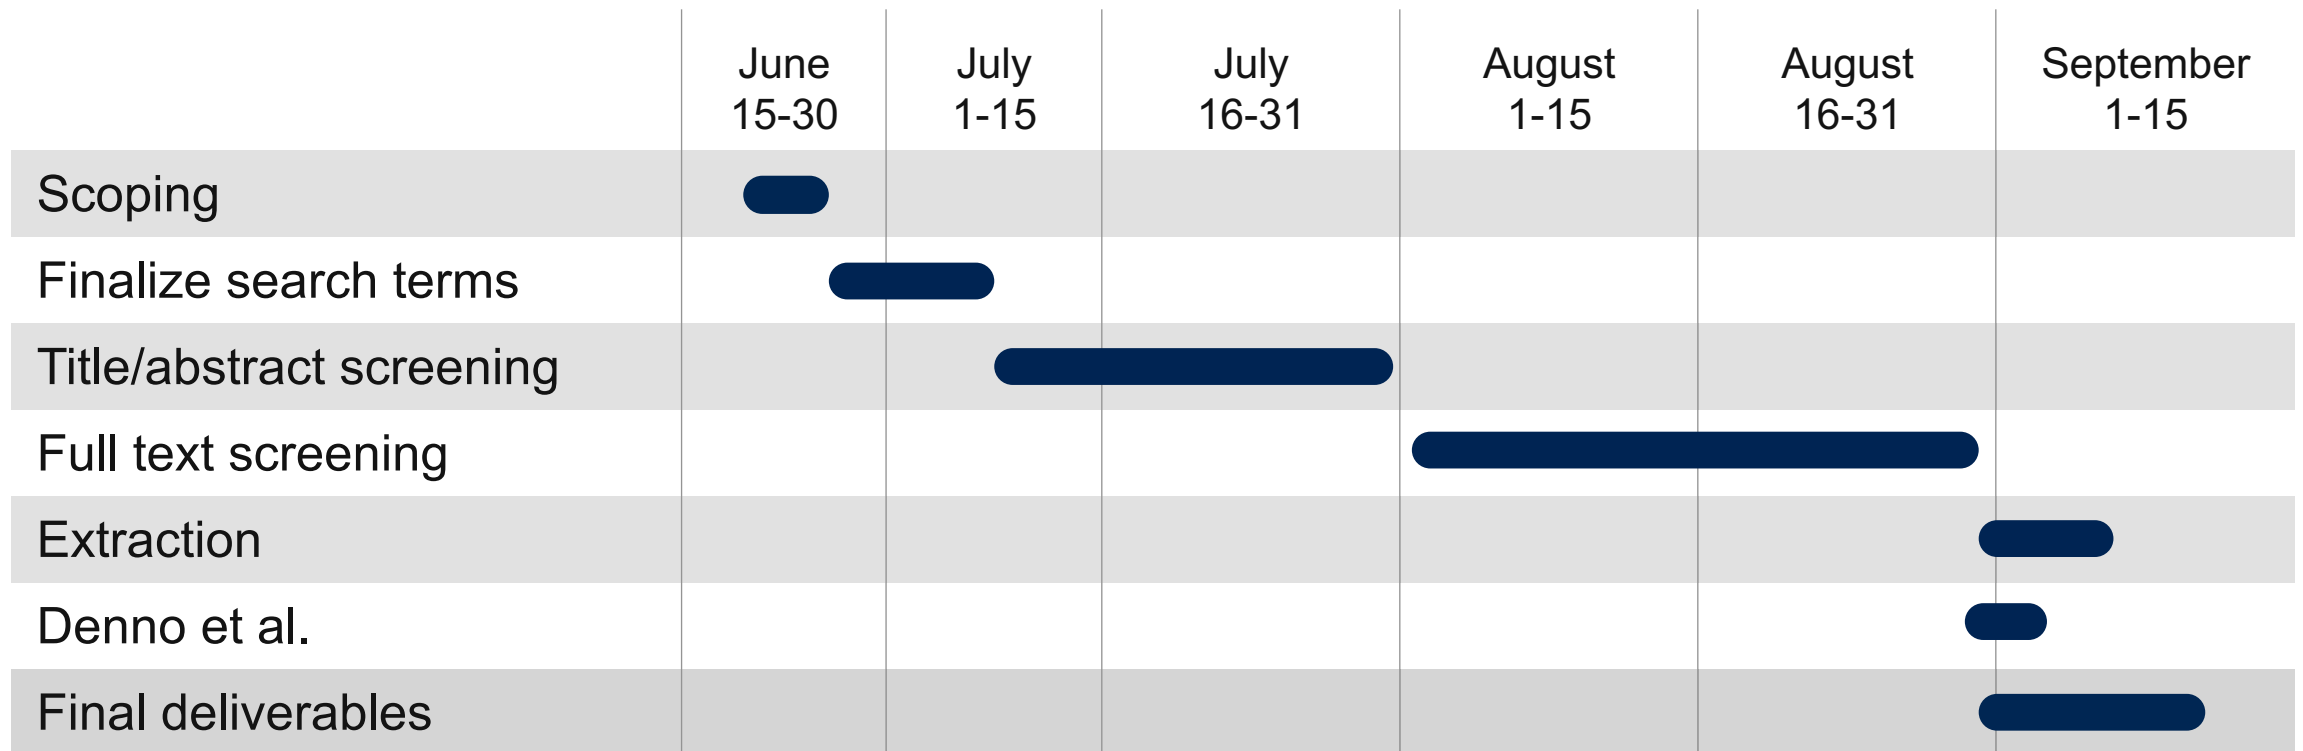 June
15-30
July
1-15
July
16-31
August
1-15
August
16-31
September
1-15
Scoping
Finalize search terms
Title/abstract screening
Full text screening
Extraction
Denno et al.
Final deliverables